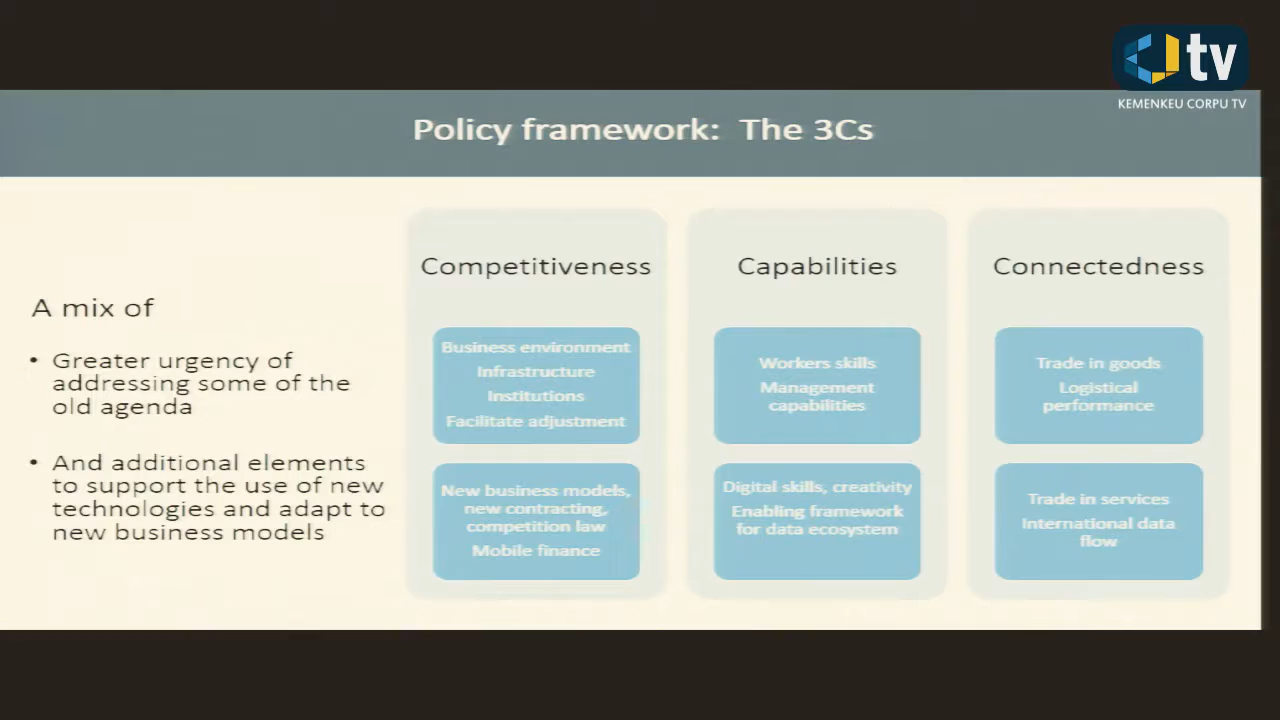 tv
KEMENKEU CORPU TV
Policy framework: The 3Cs
A mix of
• Greater urgency of
addressing some of the
old agenda
• And additional elements
to support the use of new
technologies and adapt to
new business models
Competitiveness
Business environment
Infrastructure
Institutions
Facilitate adjustment
New business models,
new contracting,
competition law
Mobile finance
Capabilities
Workers skills
Management
capabilities
Digital skills, creativity
Enabling framework
for data ecosystem
Connectedness
Trade in goods
Logistical
performance
Trade in services
International data
flow